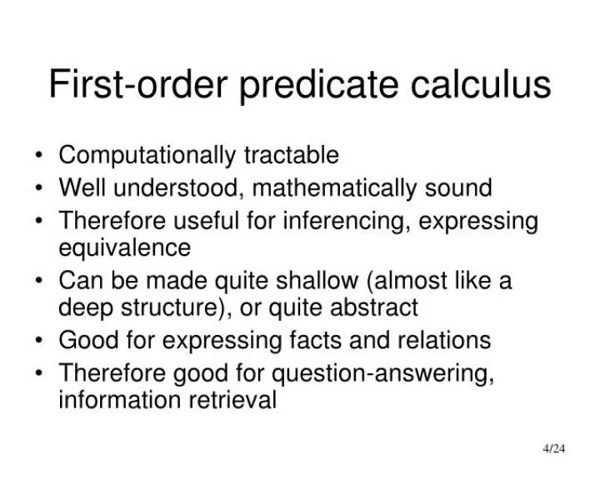 First-order predicate calculus
• Computationally tractable
• Well understood, mathematically sound
• Therefore useful for inferencing, expressing
equivalence
• Can be made quite shallow (almost like a
deep structure), or quite abstract
• Good for expressing facts and relations
• Therefore good for question-answering,
information retrieval
4/24